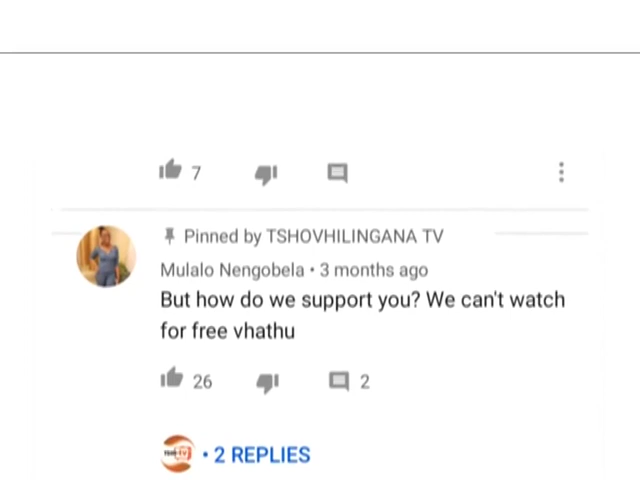 7
Pinned by TSHOVHILINGANA TV
Mulalo Nengobela • 3 months ago
But how do we support you? We can't watch
for free vhathu
26 2
• 2 REPLIES